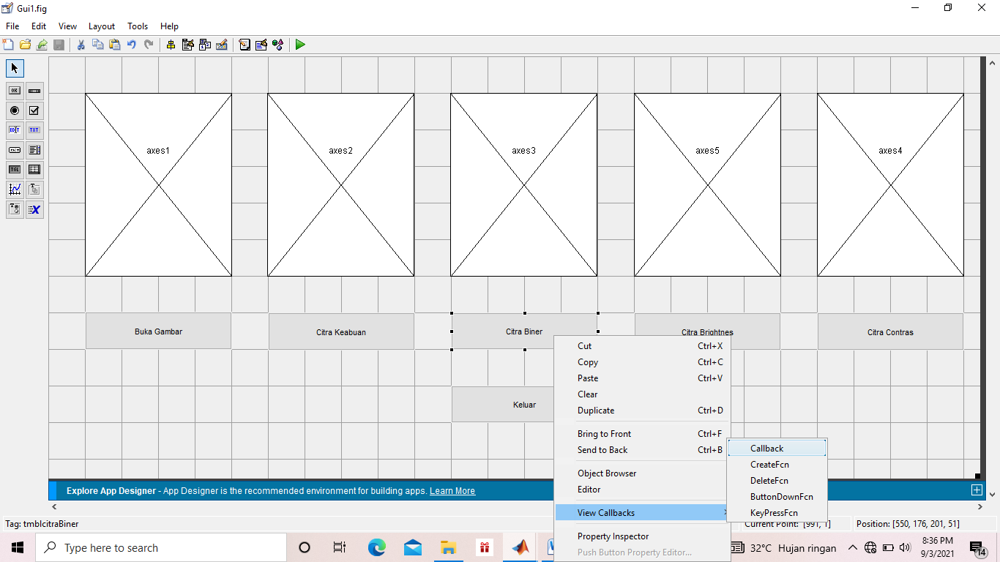 Gui1.fig
File Edit View Layout Tools Help
OK
EDIT TXT
TGL
axes1 axes2 axes3 axes5 axes4
Buka Gambar Citra Keabuan Citra Biner Citra Brightnes Citra Contras
Keluar
Cut Ctrl+X
Copy Ctrl+C
Paste Ctrl+V
Clear
Duplicate Ctrl+D
Bring to Front Ctrl+F
Send to Back Ctrl+B
Object Browser
Editor
View Callbacks
Property Inspector
Push Button Property Editor...
Callback
CreateFcn
DeleteFcn
ButtonDownFcn
KeyPressFcn
Explore App Designer - App Designer is the recommended environment for building apps. Learn More
Tag: tmblcitraBiner Current Point: [991, 1] Position: [550, 176, 201, 51]
Type here to search
32°C Hujan ringan
8:36 PM
9/3/2021
14